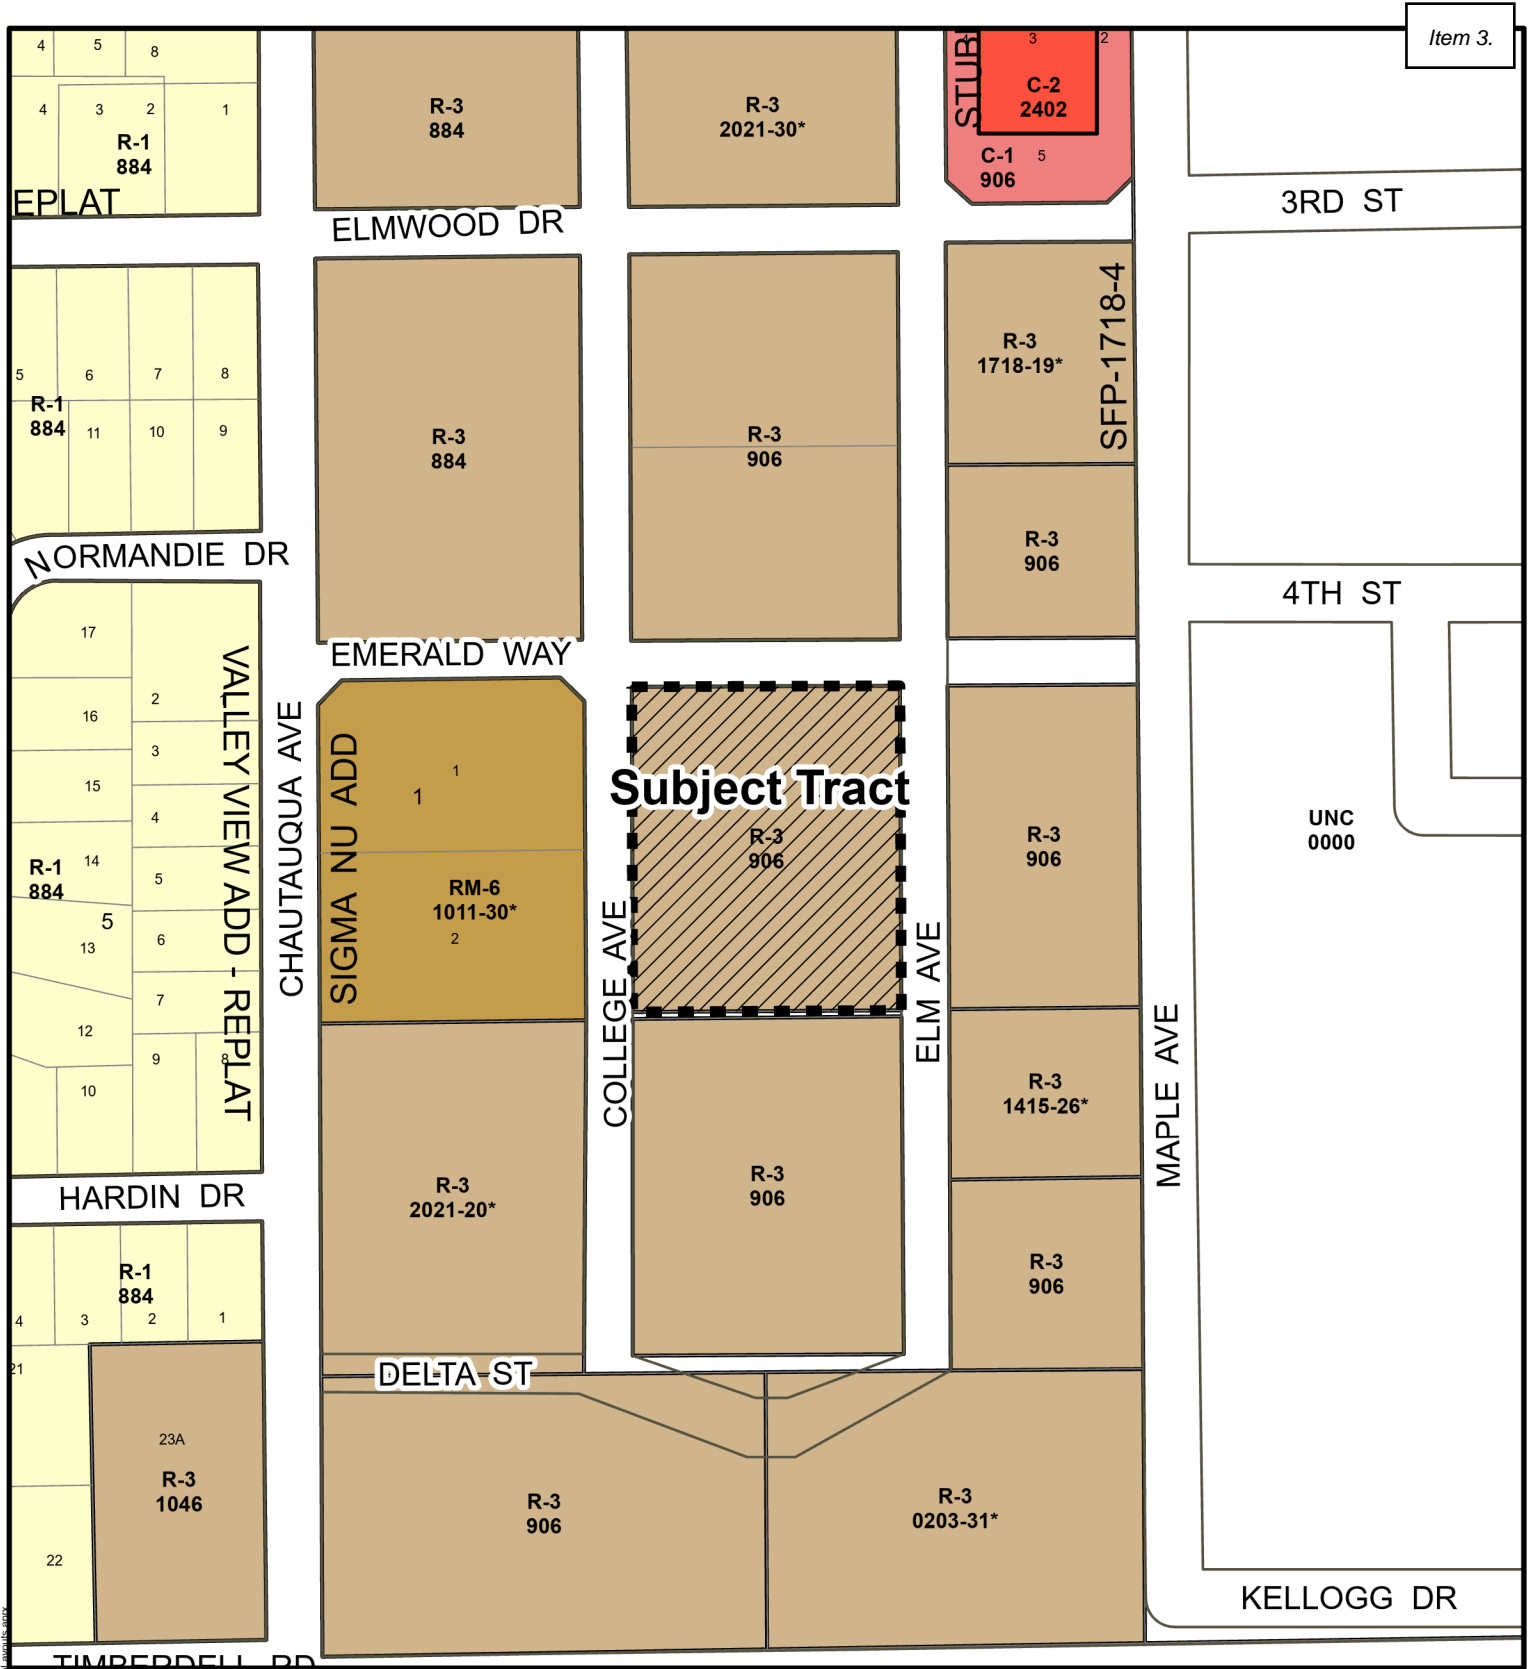 Item 3.
4
5
8
4
3
2
1
R-1
884
EPLAT
R-3
884
R-3
2021-30*
4
3
2
C-2
2402
C-1
906
5
3RD ST
ELMWOOD DR
5
6
7
8
R-1
884
11
10
9
R-3
884
R-3
906
R-3
1718-19*
SFP-1718-4
R-3
906
NORMANDIE DR
4TH ST
EMERALD WAY
17
16
15
14
R-1
884
5
13
12
10
2
1
3
4
5
6
7
9
8
VALLEY VIEW ADD - REPLAT
CHAUTAUQUA AVE
SIGMA NU ADD
1
1
RM-6
1011-30*
2
COLLEGE AVE
Subject Tract
R-3
906
ELM AVE
R-3
906
UNC
0000
R-3
1415-26*
MAPLE AVE
HARDIN DR
R-3
2021-20*
R-3
906
R-3
906
R-1
884
4
3
2
1
21
DELTA ST
23A
R-3
1046
22
R-3
906
R-3
0203-31*
KELLOGG DR
TIMBERDELL RD